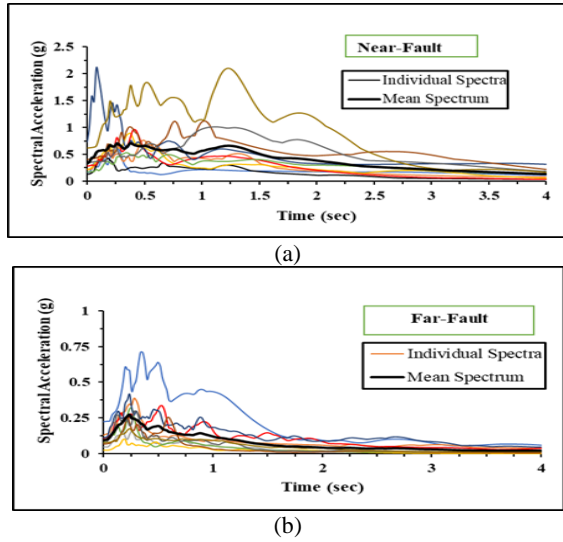 (a)
Near-Fault
Individual Spectra
Mean Spectrum
Spectral Acceleration (g)
2.5
2
1.5
1
0.5
0
0 0.5 1 1.5 2 2.5 3 3.5 4
Time (sec)
(a)
Far-Fault
Individual Spectra
Mean Spectrum
Spectral Acceleration (g)
1
0.75
0.5
0.25
0
0 1 2 3 4
Time (sec)
(b)